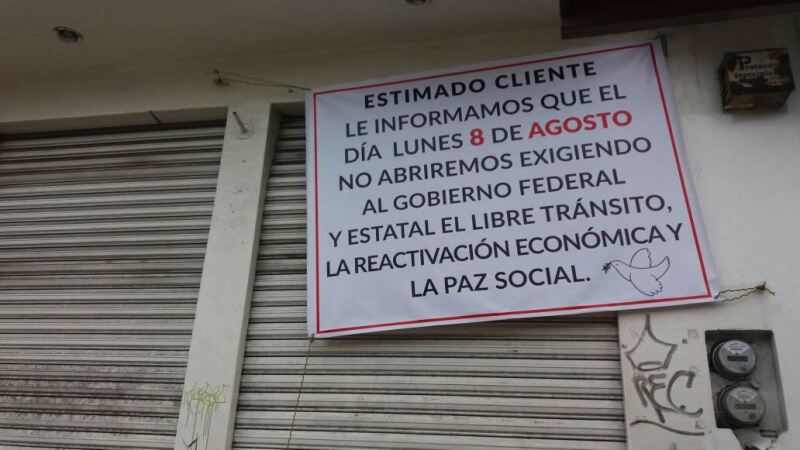 ESTIMADO CLIENTE
LE INFORMAMOS QUE EL
DÍA LUNES 8 DE AGOSTO
NO ABRIREMOS EXIGIENDO
AL GOBIERNO FEDERAL
Y ESTATAL EL LIBRE TRÁNSITO,
LA REACTIVACIÓN ECONÓMICA Y
LA PAZ SOCIAL.